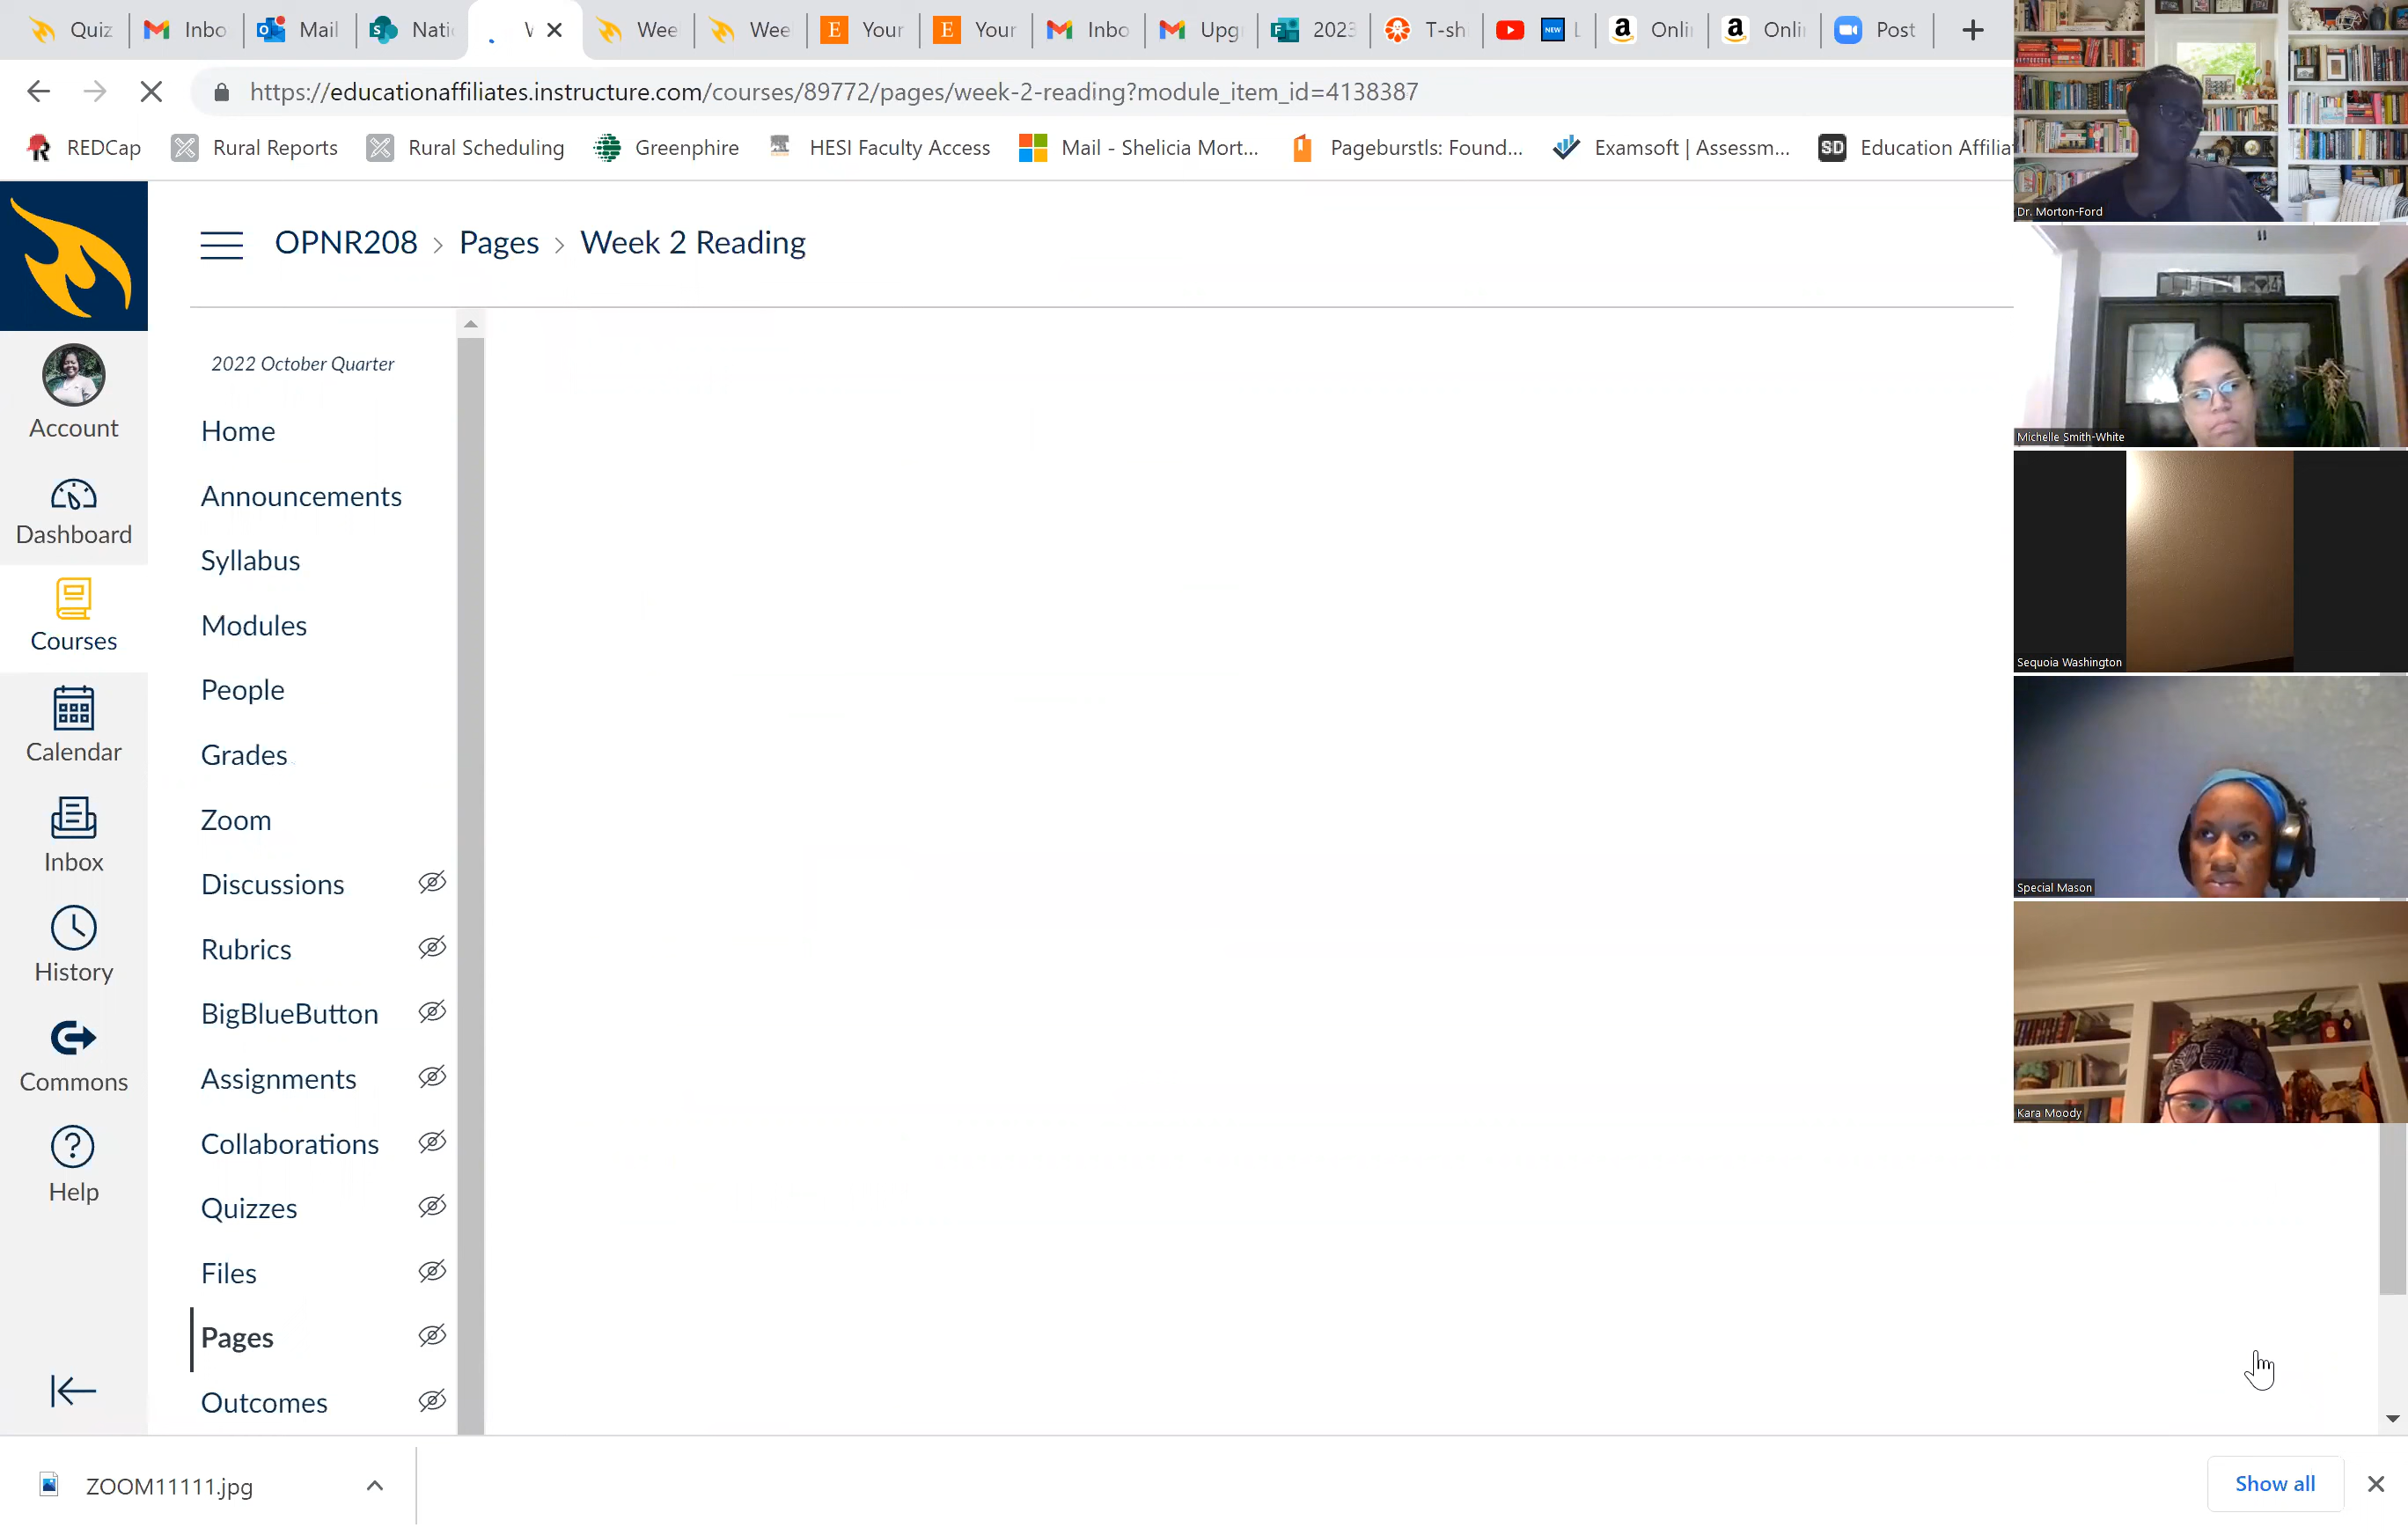 Quiz
Inbo
Mail
Nati
Wee
Wee
E Your
E Your
Inbo
Upg
2023
T-sh
NEW
Onli
Onli
Post
https://educationaffiliates.instructure.com/courses/89772/pages/week-2-reading?module_item_id=4138387
REDCap
Rural Reports
Rural Scheduling
Greenphire
HESI Faculty Access
Mail - Shelicia Mort...
Pageburstls: Found...
Examsoft | Assessm...
SD Education Affilia
OPNR208 > Pages > Week 2 Reading
2022 October Quarter
Home
Announcements
Syllabus
Modules
People
Grades
Zoom
Discussions
Rubrics
BigBlueButton
Assignments
Collaborations
Quizzes
Files
Pages
Outcomes
Account
Dashboard
Courses
Calendar
Inbox
History
Commons
Help
Dr. Morton-Ford
Michelle Smith-White
Sequoia Washington
Special Mason
Kara Moody
ZOOM11111.jpg
Show all